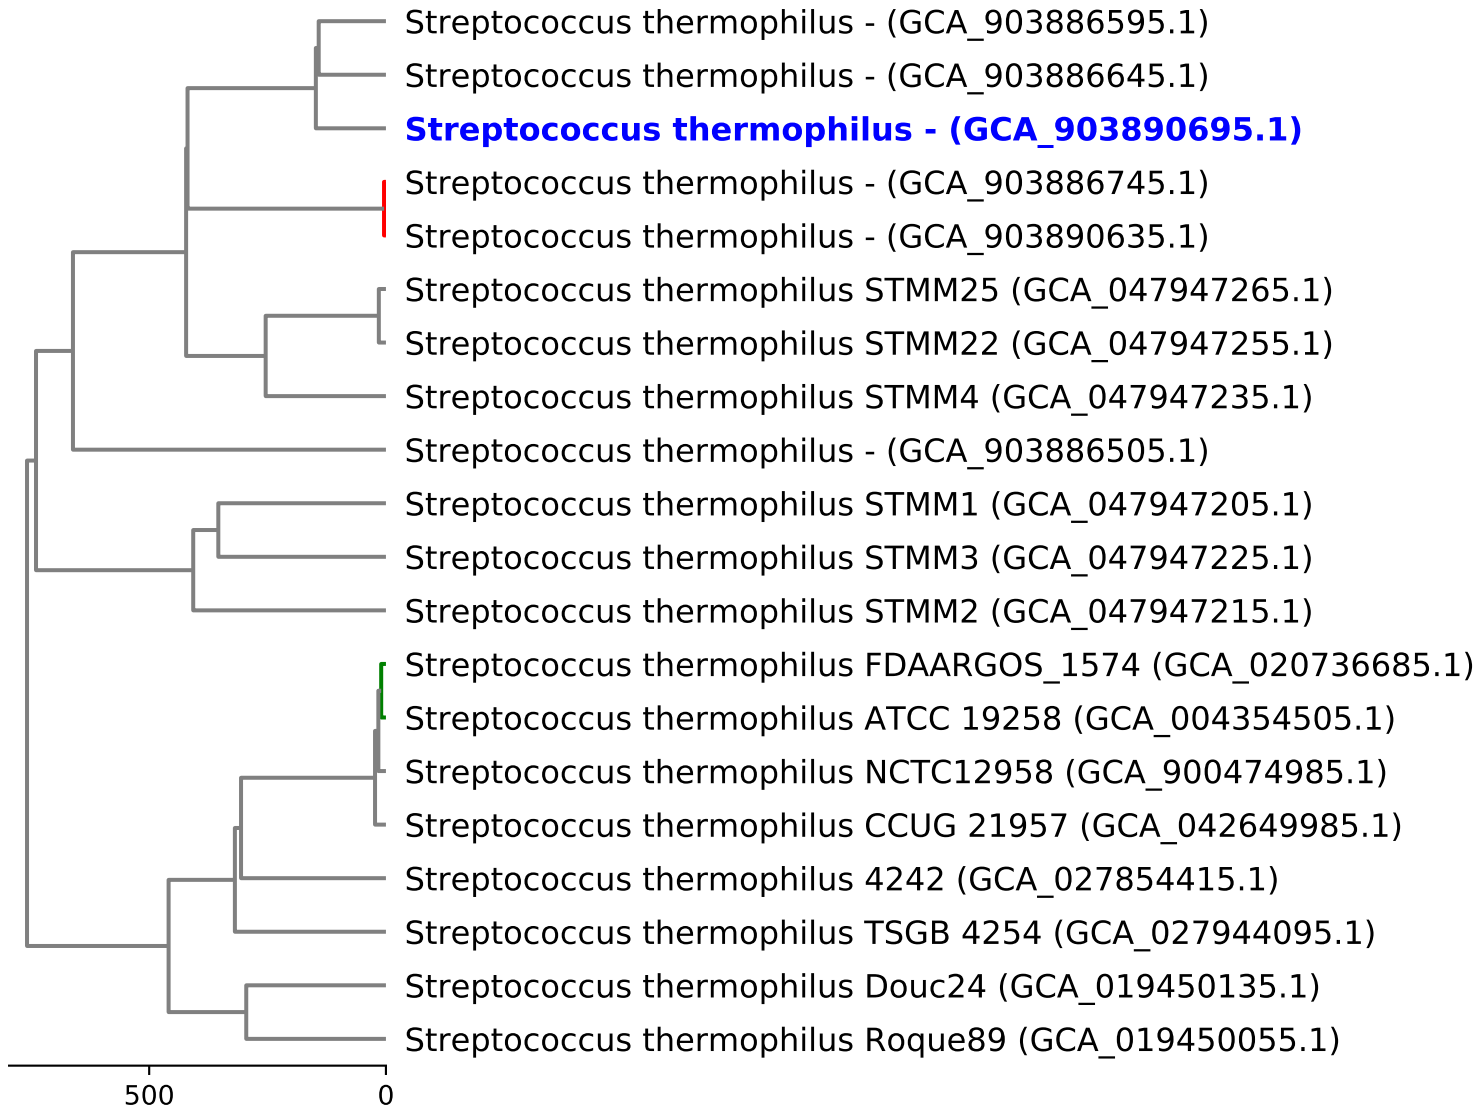 Streptococcus thermophilus - (GCA_903886595.1)
Streptococcus thermophilus - (GCA_903886645.1)
Streptococcus thermophilus - (GCA_903890695.1)
Streptococcus thermophilus - (GCA_903886745.1)
Streptococcus thermophilus - (GCA_903890635.1)
Streptococcus thermophilus STMM25 (GCA_047947265.1)
Streptococcus thermophilus STMM22 (GCA_047947255.1)
Streptococcus thermophilus STMM4 (GCA_047947235.1)
Streptococcus thermophilus - (GCA_903886505.1)
Streptococcus thermophilus STMM1 (GCA_047947205.1)
Streptococcus thermophilus STMM3 (GCA_047947225.1)
Streptococcus thermophilus STMM2 (GCA_047947215.1)
Streptococcus thermophilus FDAARGOS_1574 (GCA_020736685.1)
Streptococcus thermophilus ATCC 19258 (GCA_004354505.1)
Streptococcus thermophilus NCTC12958 (GCA_900474985.1)
Streptococcus thermophilus CCUG 21957 (GCA_042649985.1)
Streptococcus thermophilus 4242 (GCA_027854415.1)
Streptococcus thermophilus TSGB 4254 (GCA_027944095.1)
Streptococcus thermophilus Douc24 (GCA_019450135.1)
Streptococcus thermophilus Roque89 (GCA_019450055.1)
500 0